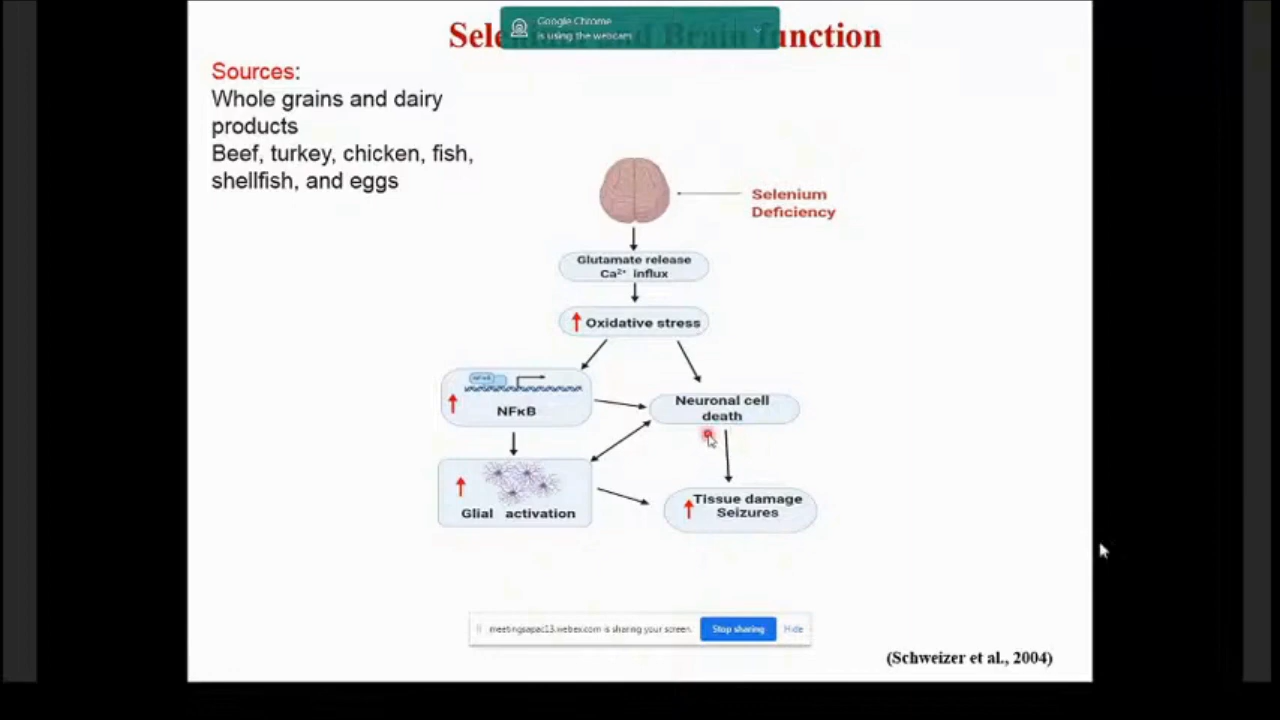 Google Chrome
is using the webcam
and Brain function
Sources:
Whole grains and dairy
products
Beef, turkey, chicken, fish,
shellfish, and eggs
Selenium
Deficiency
Glutamate release
Ca²⁺ influx
Oxidative stress
NFκB
NFκB
Neuronal cell
death
Glial activation
Tissue damage
Seizures
meetingsapac13.webex.com is sharing your screen.
Stop sharing
Hide
(Schweizer et al., 2004)